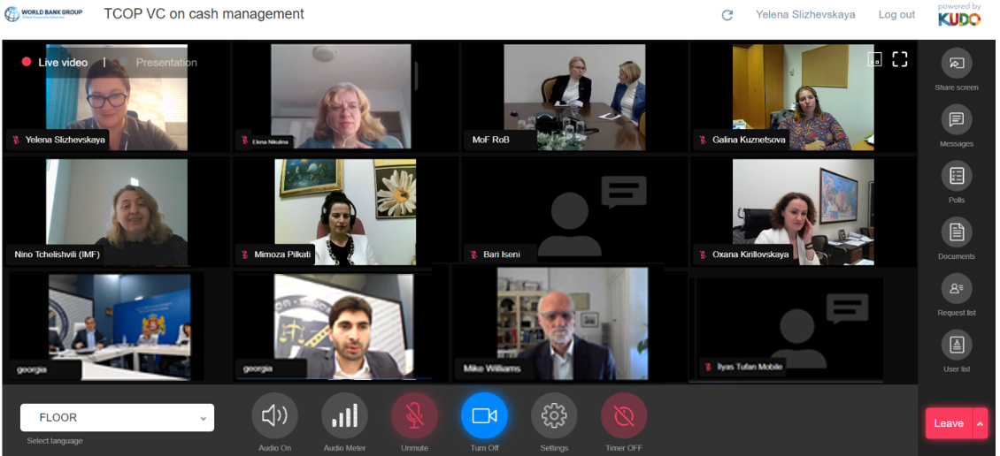 WORLD BANK GROUP
TCOP VC on cash management
Yelena Slizhevskaya
Log out
powered by
KUDO
Live video | Presentation
Yelena Slizhevskaya
Elena Nikulina
MoF RoB
Galina Kuznetsova
Nino Tchelishvili (IMF)
Mimoza Pilkati
Bari Iseni
Oxana Kirillovskaya
georgia
georgia
Mike Williams
Ilyas Tufan Mobile
Share screen
Messages
Polls
Documents
Request list
User list
FLOOR
Select language
Audio On
Audio Meter
Unmute
Turn Off
Settings
Timer OFF
Leave